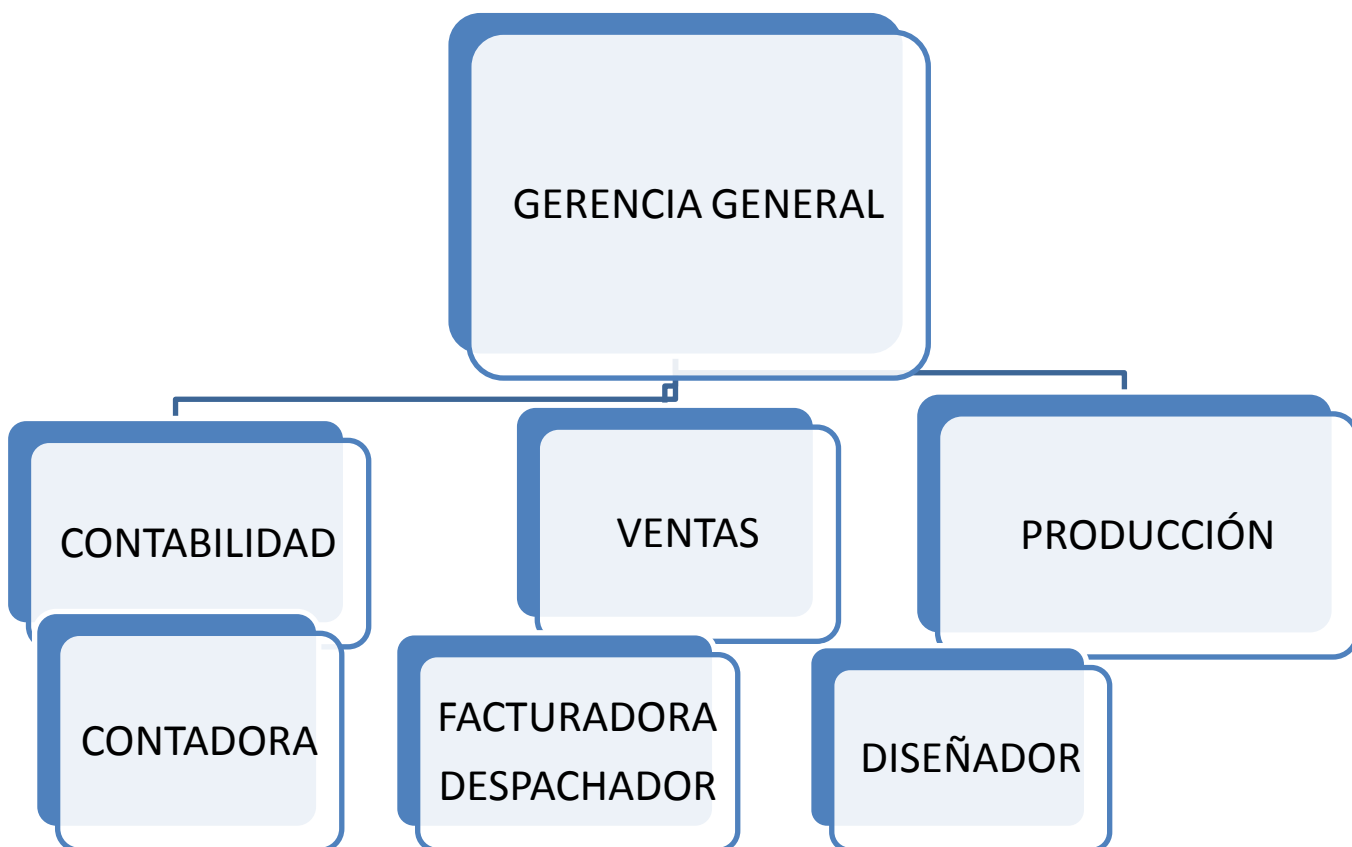 GERENCIA GENERAL
CONTABILIDAD
VENTAS
PRODUCCIÓN
CONTADORA
FACTURADORA
DESPACHADOR
DISEÑADOR